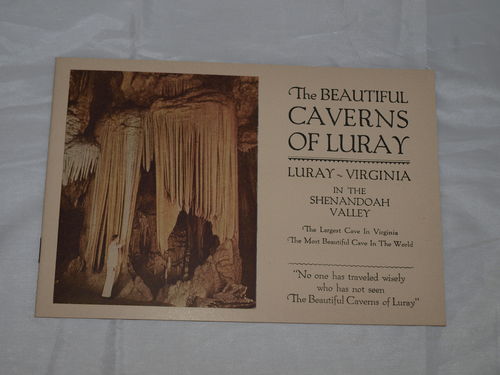 The BEAUTIFUL
CAVERNS
OF LURAY
LURAY ~ VIRGINIA
IN THE
SHENANDOAH
VALLEY
The Largest Cave In Virginia
The Most Beautiful Cave In The World
"No one has traveled wisely
who has not seen
The Beautiful Caverns of Luray"